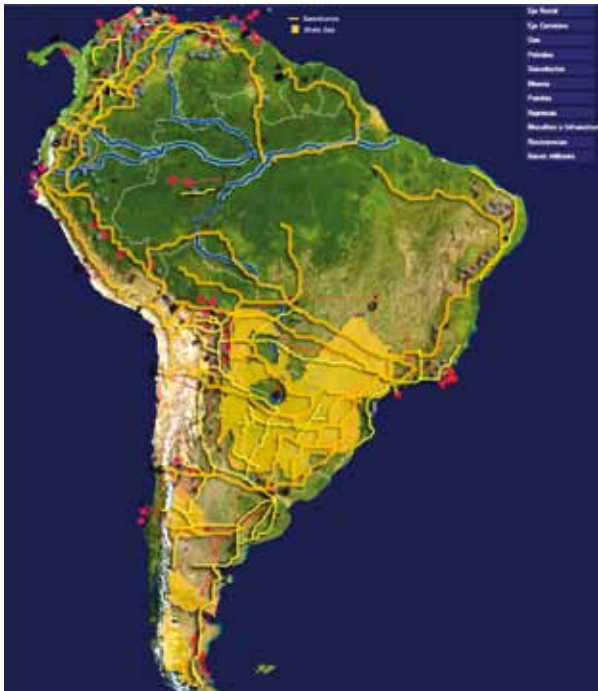 Gasoductos
Shale Gas
Eje Fluvial
Eje Carretero
Gas
Petróleo
Gasoductos
Minería
Puertos
Represas
Resistencias
Bases militares